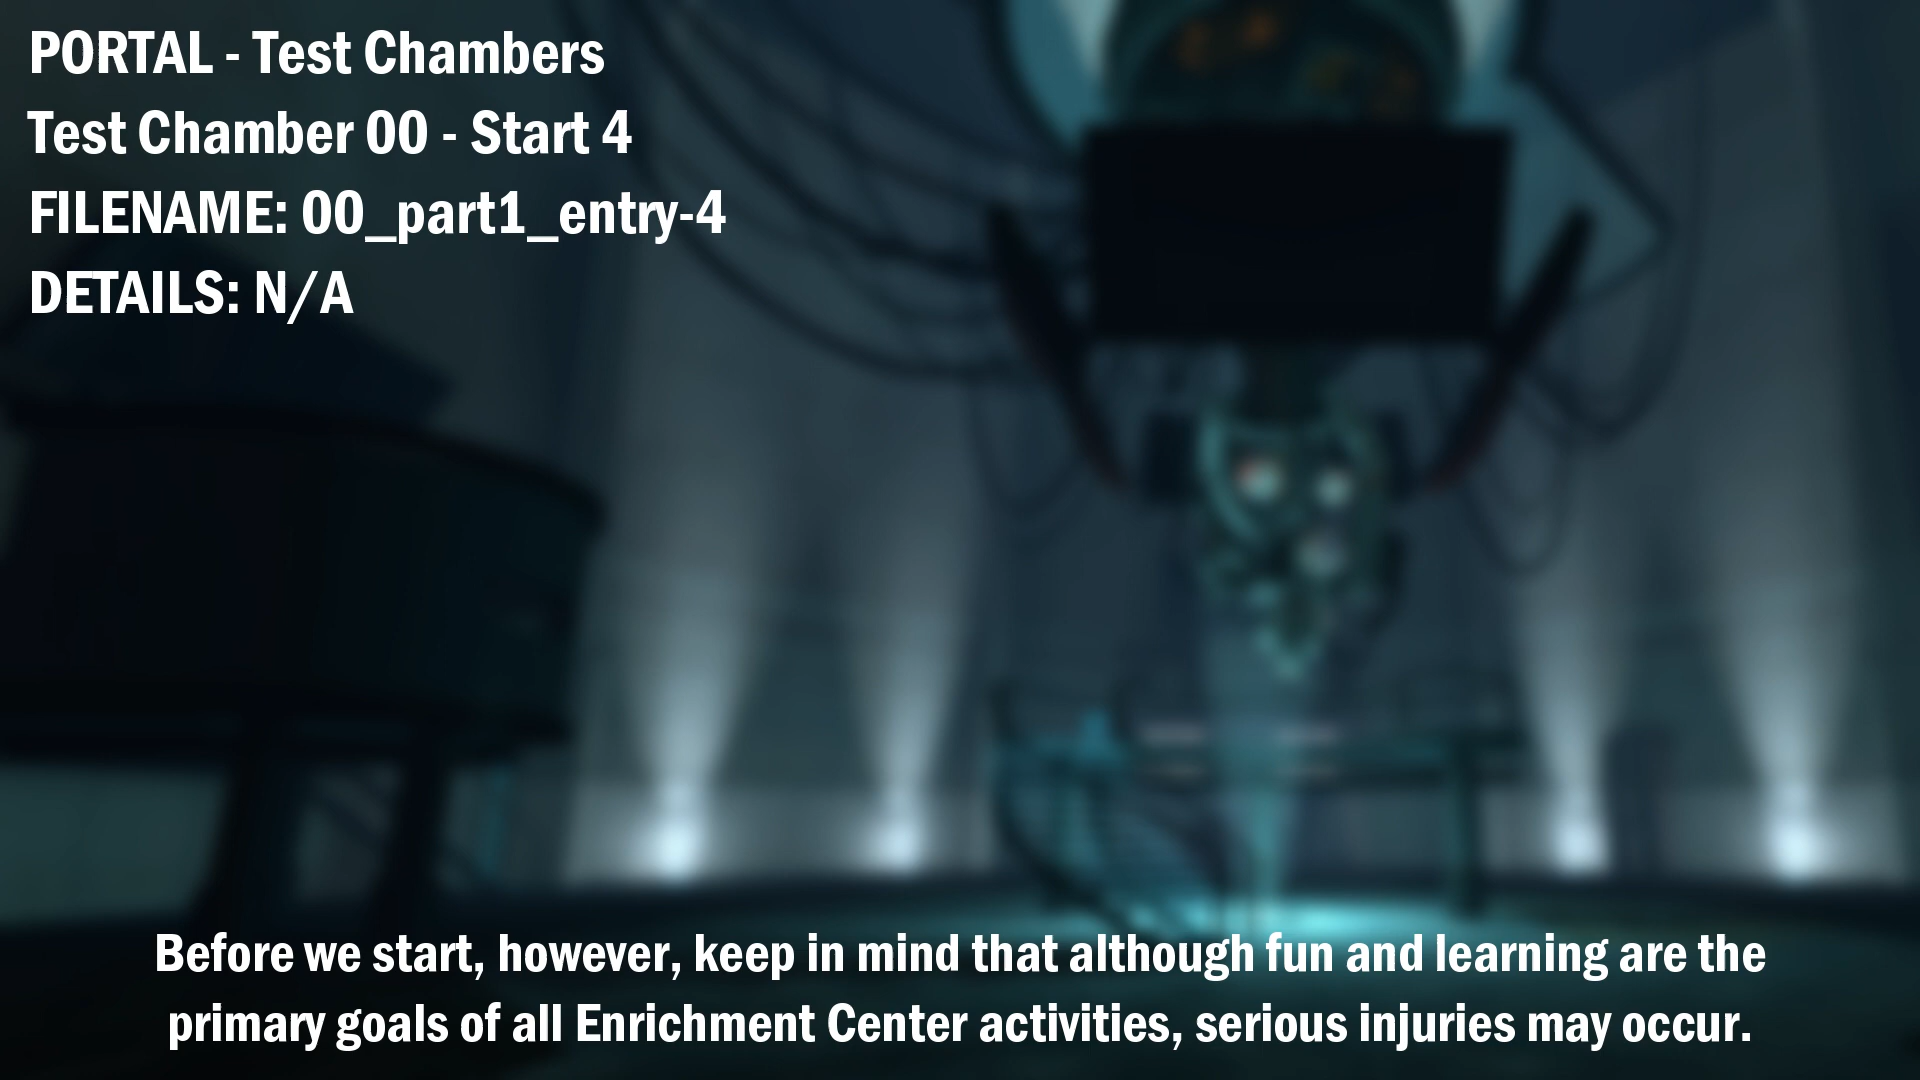 PORTAL - Test Chambers
Test Chamber 00 - Start 4
FILENAME: 00_part1_entry-4
DETAILS: N/A
Before we start, however, keep in mind that although fun and learning are the
primary goals of all Enrichment Center activities, serious injuries may occur.